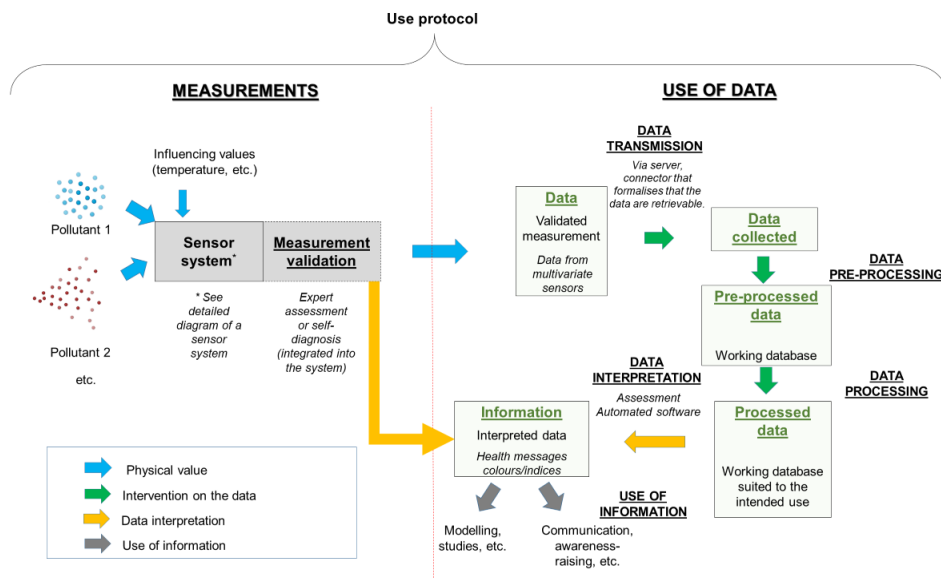 Use protocol
MEASUREMENTS
Influencing values
(temperature, etc.)
Pollutant 1
Sensor
system*
Measurement
validation
* See
detailed
diagram of a
sensor
system
Expert
assessment
or self-
diagnosis
(integrated into
the system)
Pollutant 2
etc.
Physical value
Intervention on the data
Data interpretation
Use of information
USE OF DATA
DATA
TRANSMISSION
Via server,
connector that
formalises that the
data are retrievable.
Data
Validated
measurement
Data from
multivariate
sensors
Data
collected
DATA
PRE-PROCESSING
Pre-processed
data
Working database
DATA
PROCESSING
Processed
data
Working database
suited to the
intended use
DATA
INTERPRETATION
Assessment
Automated software
Information
Interpreted data
Health messages
colours/indices
USE OF
INFORMATION
Modelling,
studies, etc.
Communication,
awareness-
raising, etc.